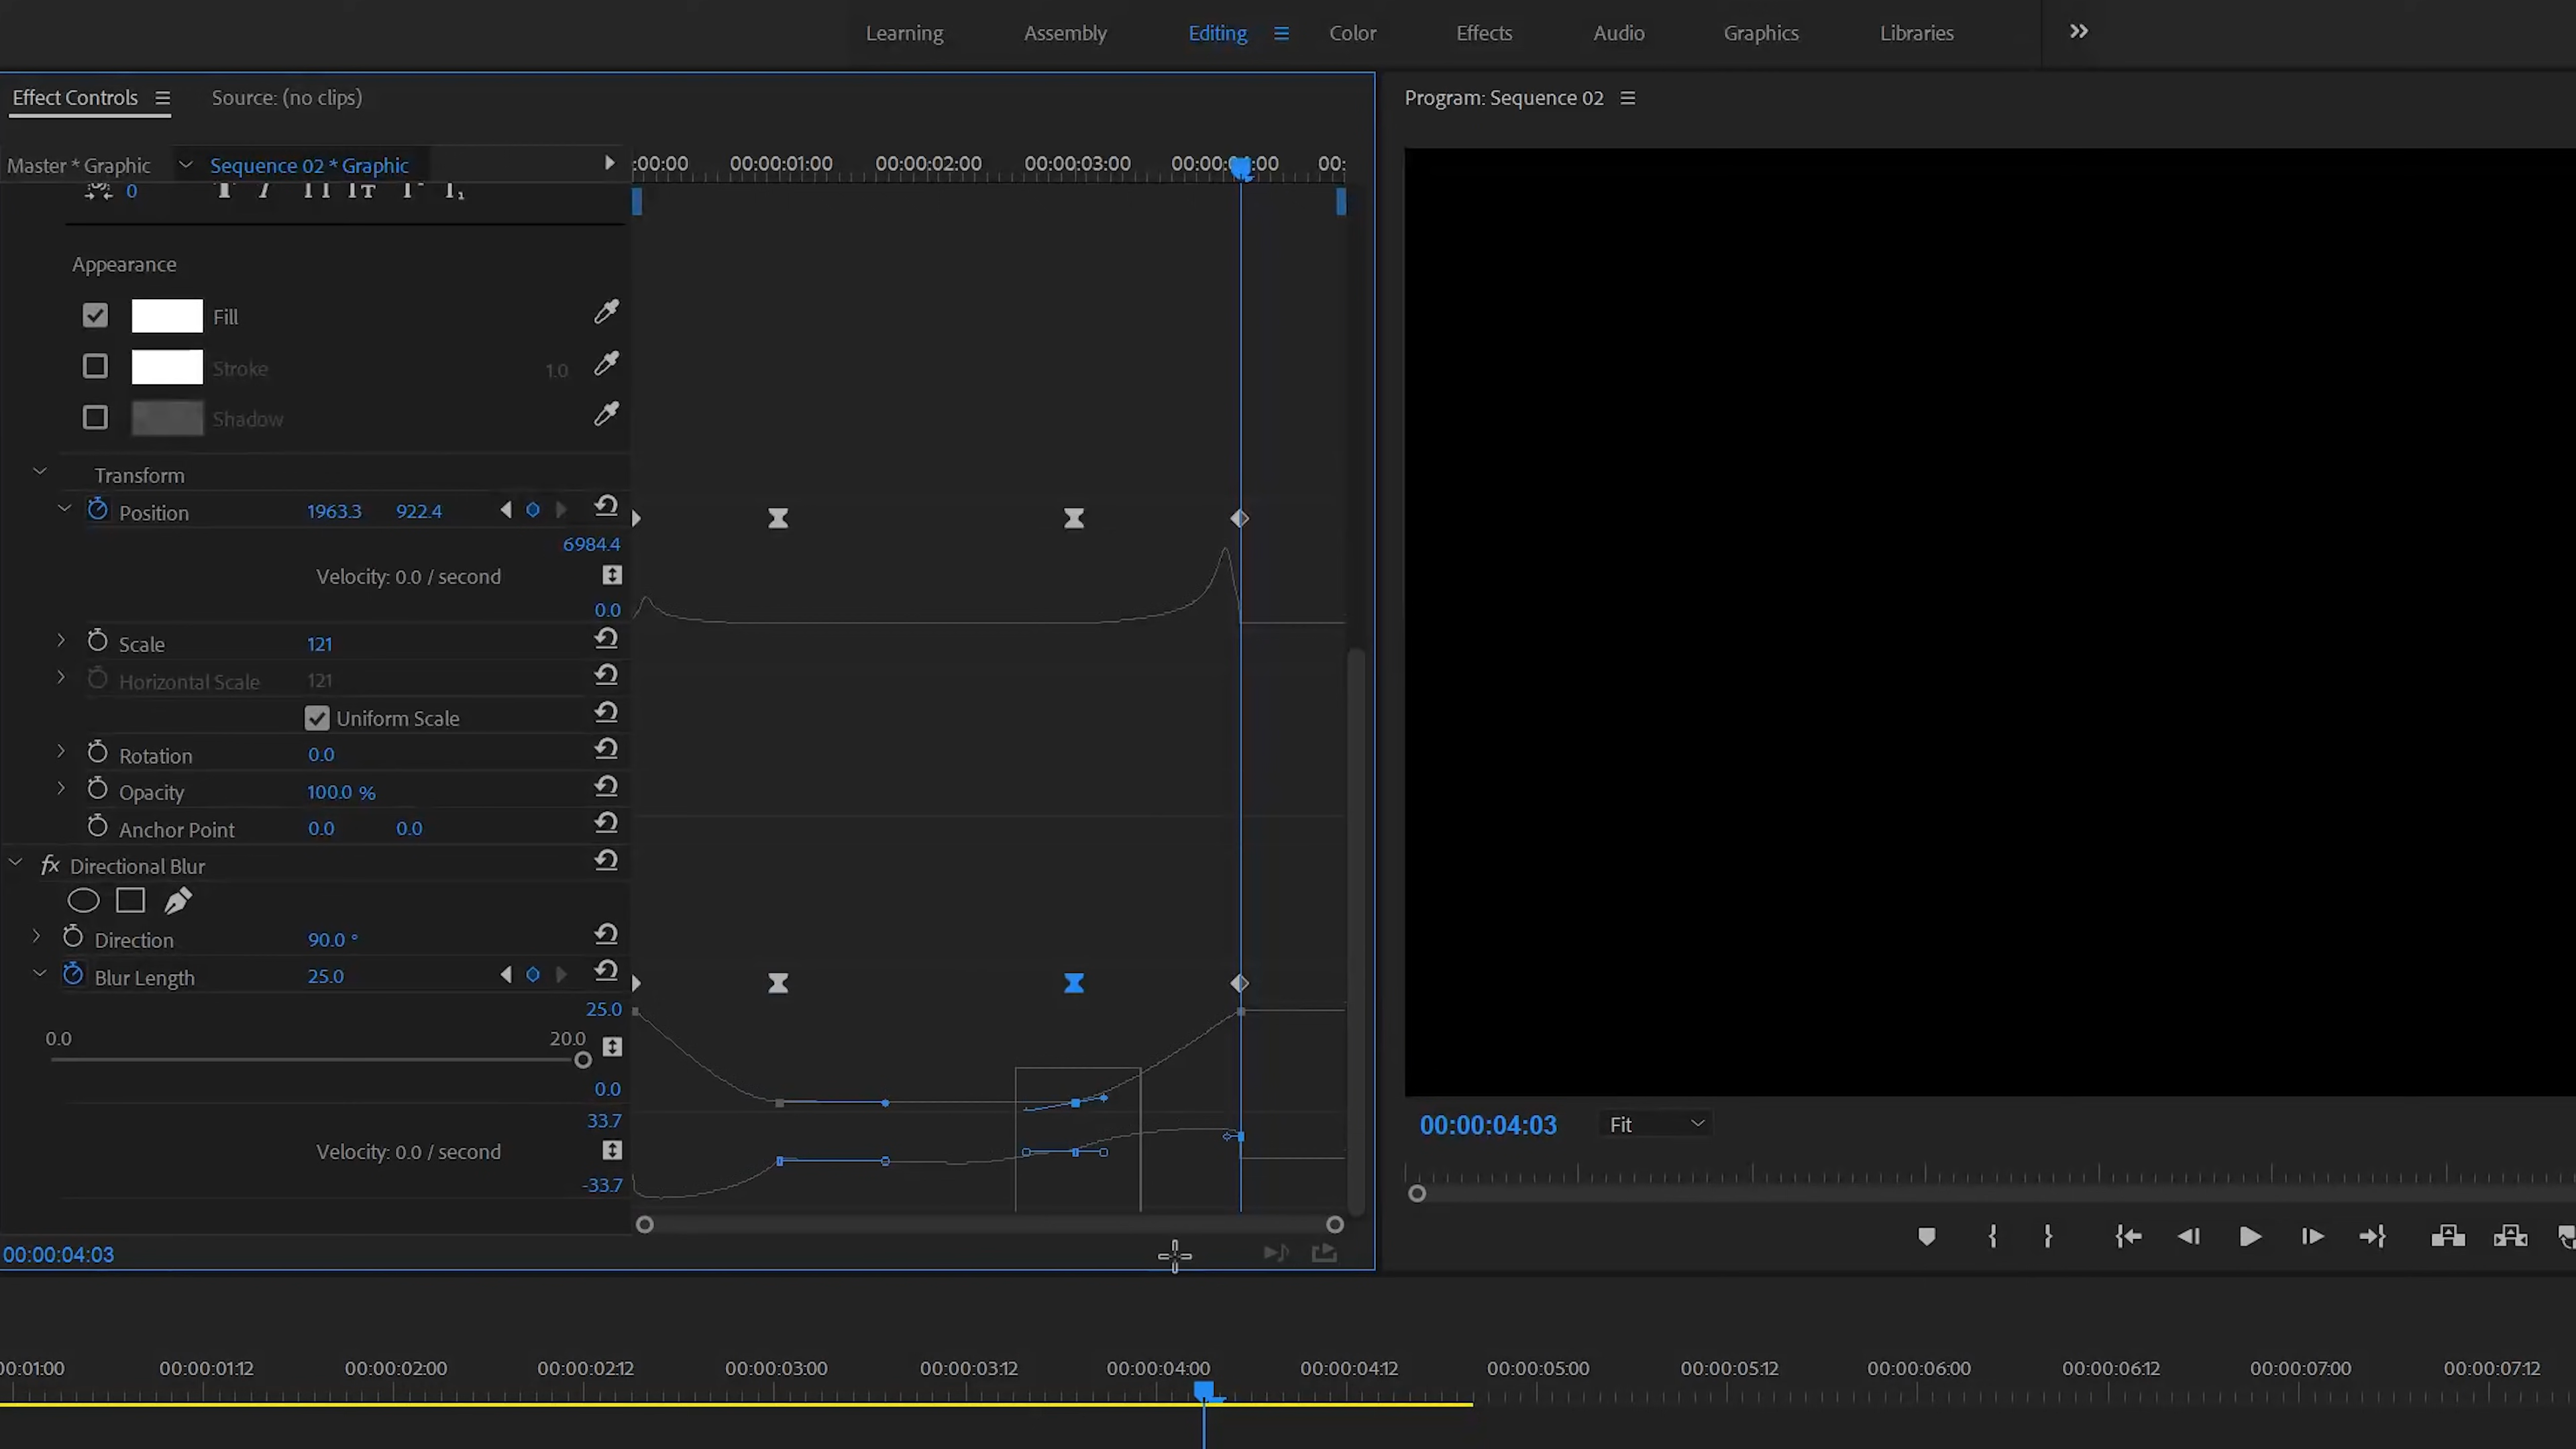 Learning Assembly Editing Color Effects Audio Graphics Libraries
Effect Controls Source: (no clips)
Program: Sequence 02
Master * Graphic Sequence 02 * Graphic
:00:00 00:00:01:00 00:00:02:00 00:00:03:00 00:
0
Appearance
Fill
Stroke 1.0
Shadow
Transform
Position 1963.3 922.4
6984.4
Velocity: 0.0 / second
0.0
Scale 121
Horizontal Scale 121
Uniform Scale
Rotation 0.0
Opacity 100.0 %
Anchor Point 0.0 0.0
fx Directional Blur
Direction 90.0 °
Blur Length 25.0
25.0
0.0 20.0
0.0
33.7
Velocity: 0.0 / second
-33.7
00:00:04:03
00:00:04:03 Fit
00:01:00 00:00:01:12 00:00:02:00 00:00:02:12 00:00:03:00 00:00:03:12 00:00:04:00 00:00:04:12 00:00:05:00 00:00:05:12 00:00:06:00 00:00:06:12 00:00:07:00 00:00:07:12